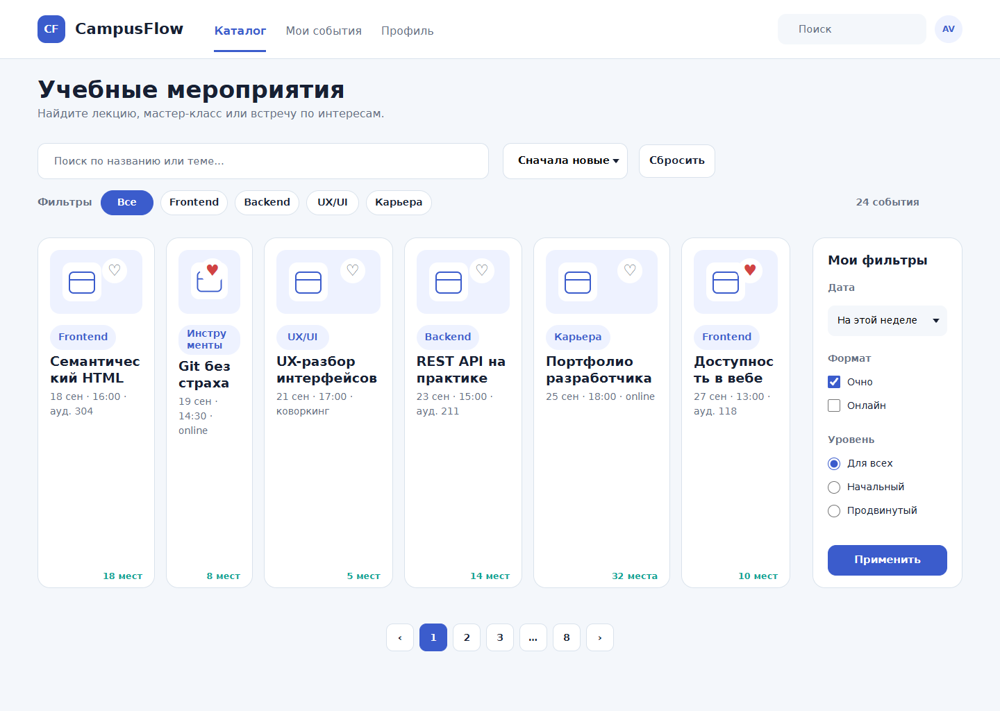 CF
CampusFlow
Каталог
Мои события
Профиль
Поиск
AV
Учебные мероприятия
Найдите лекцию, мастер-класс или встречу по интересам.
Поиск по названию или теме...
Сначала новые
Сбросить
Фильтры
Все
Frontend
Backend
UX/UI
Карьера
24 события
Frontend
Семантичес
кий HTML
18 сен · 16:00 ·
ауд. 304
18 мест
Инстру
менты
Git без
страха
19 сен ·
14:30 ·
online
8 мест
UX/UI
UX-разбор
интерфейсов
21 сен · 17:00 ·
коворкинг
5 мест
Backend
REST API на
практике
23 сен · 15:00 ·
ауд. 211
14 мест
Карьера
Портфолио
разработчика
25 сен · 18:00 · online
32 места
Frontend
Доступнос
ть в вебе
27 сен · 13:00 ·
ауд. 118
10 мест
Мои фильтры
Дата
На этой неделе
Формат
Очно
Онлайн
Уровень
Для всех
Начальный
Продвинутый
Применить
‹ 1 2 3 ... 8 ›